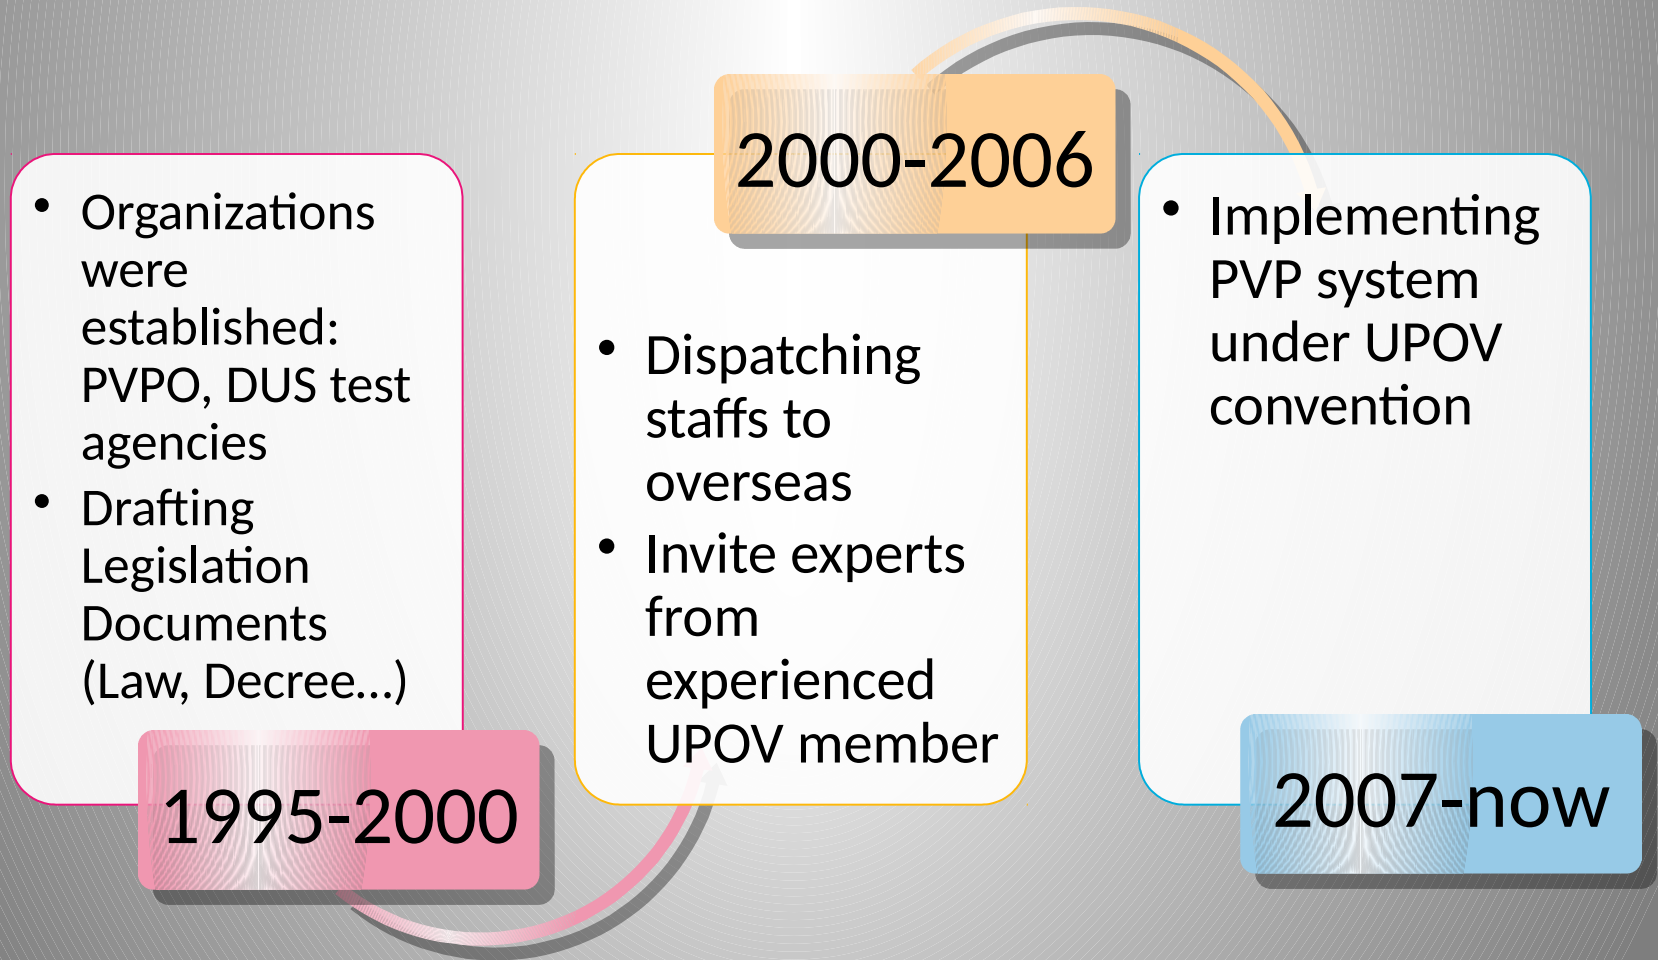 • Organizations
were
established:
PVPO, DUS test
agencies
• Drafting
Legislation
Documents
(Law, Decree...)
1995-2000
2000-2006
• Dispatching
staffs to
overseas
• Invite experts
from
experienced
UPOV member
• Implementing
PVP system
under UPOV
convention
2007-now